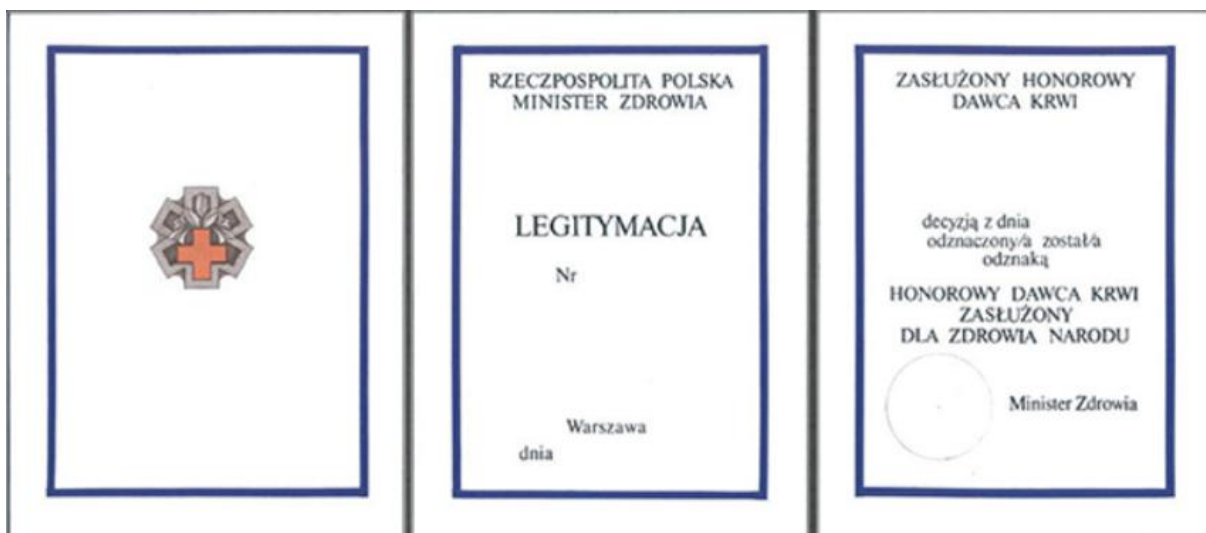 RZECZPOSPOLITA POLSKA
MINISTER ZDROWIA
LEGITYMACJA
Nr
Warszawa
dnia
ZASŁUŻONY HONOROWY
DAWCA KRWI
decyzją z dnia
odznaczony/a został/a
odznaką
HONOROWY DAWCA KRWI
ZASŁUŻONY
DLA ZDROWIA NARODU
Minister Zdrowia